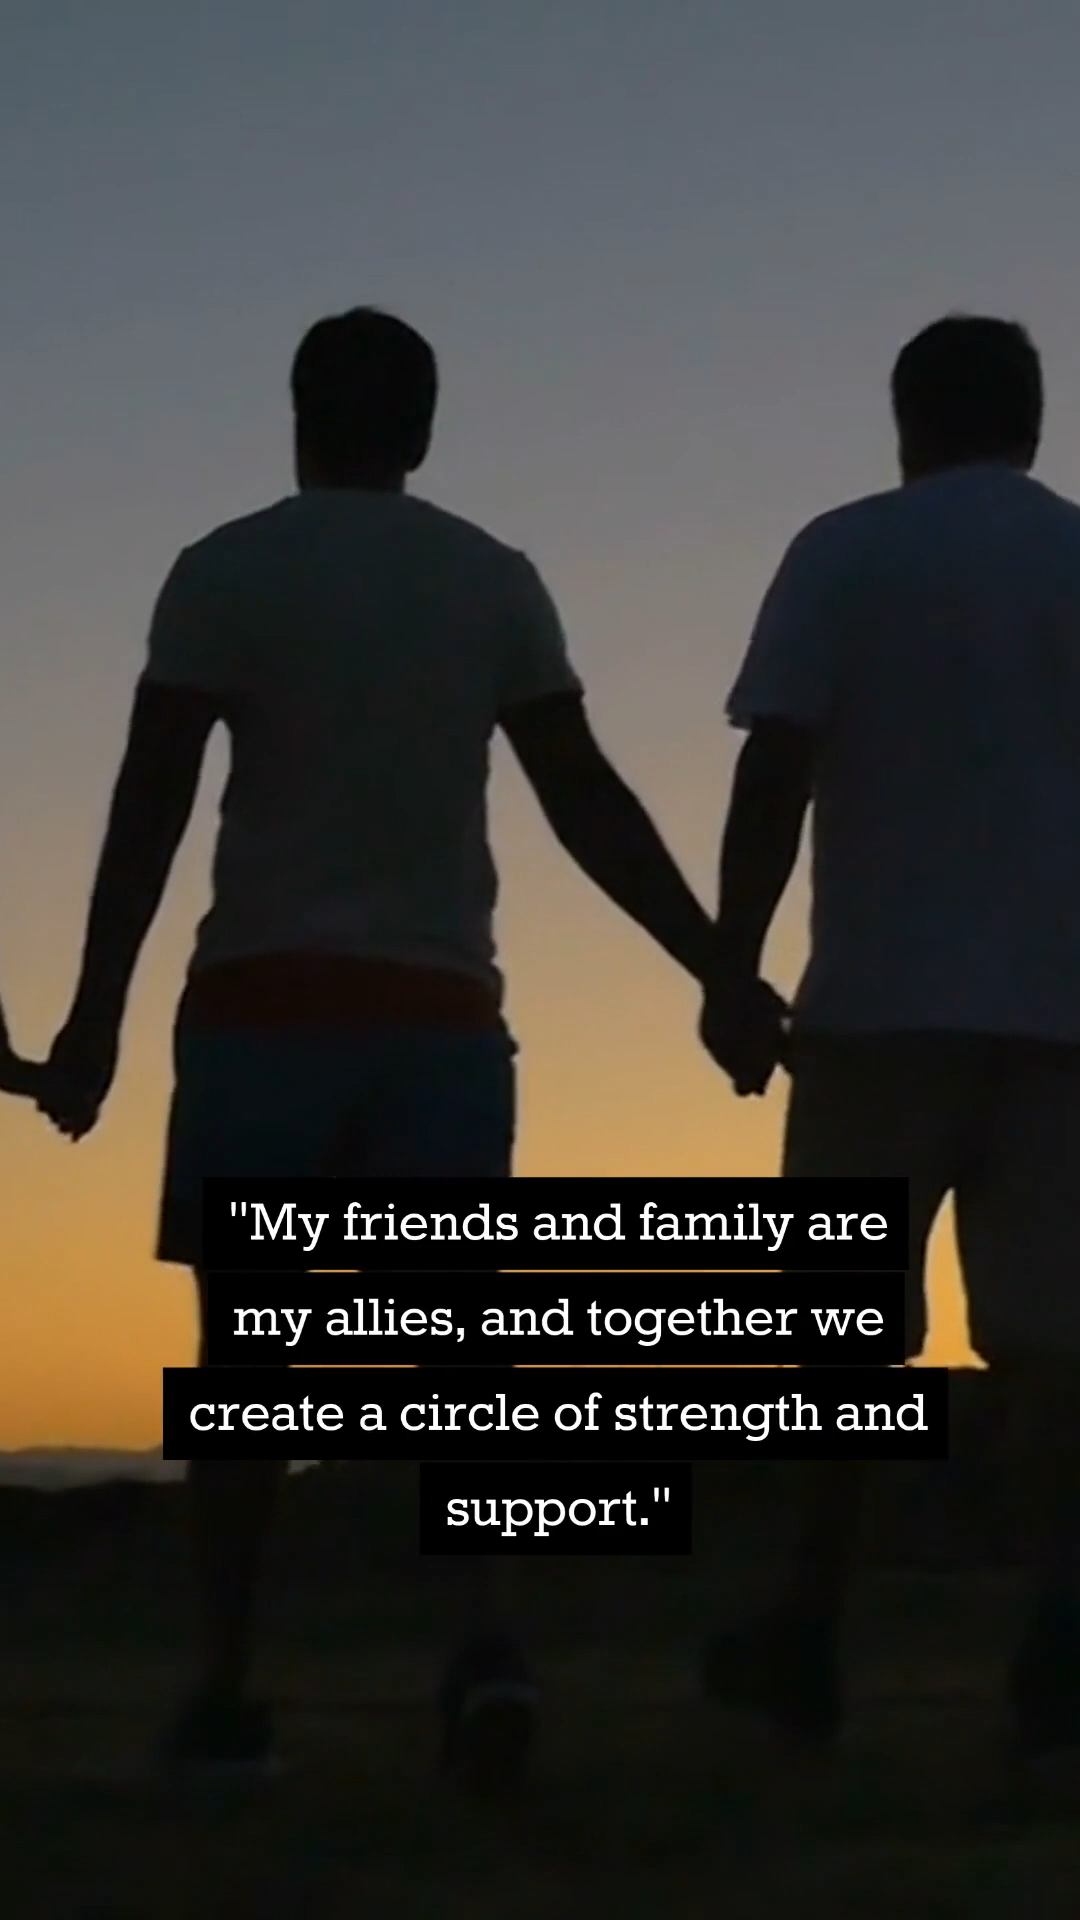 "My friends and family are
my allies, and together we
create a circle of strength and
support."